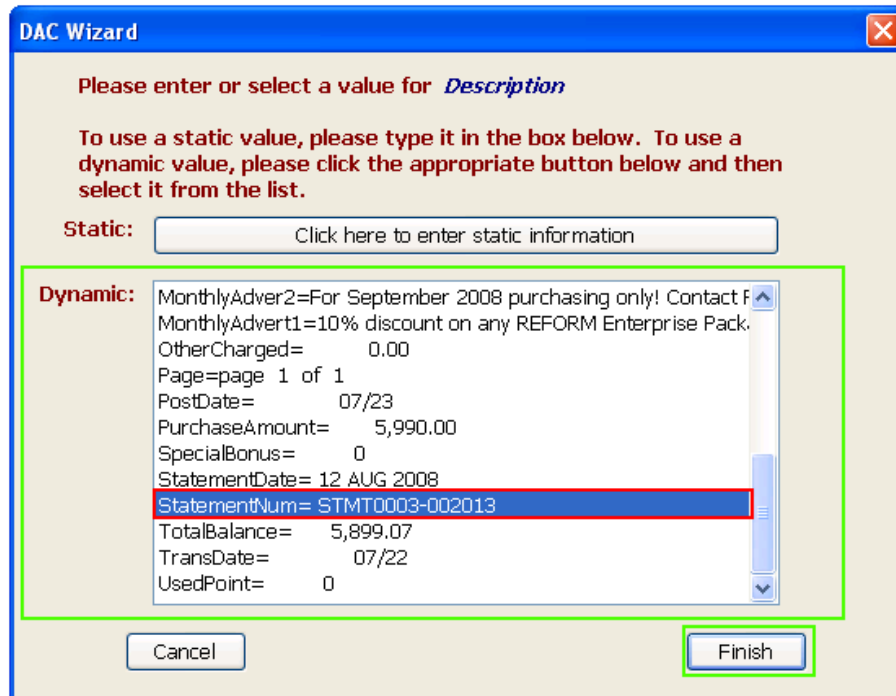 DAC Wizard
Please enter or select a value for Description
To use a static value, please type it in the box below. To use a
dynamic value, please click the appropriate button below and then
select it from the list.
Static: Click here to enter static information
Dynamic: MonthlyAdver2=For September 2008 purchasing only! Contact
MonthlyAdvert1=10% discount on any REFORM Enterprise Pack
OtherCharged= 0.00
Page=page 1 of 1
PostDate= 07/23
PurchaseAmount= 5,990.00
SpecialBonus= 0
StatementDate= 12 AUG 2008
StatementNum= STMT0003-002013
TotalBalance= 5,899.07
TransDate= 07/22
UsedPoint= 0
Cancel Finish